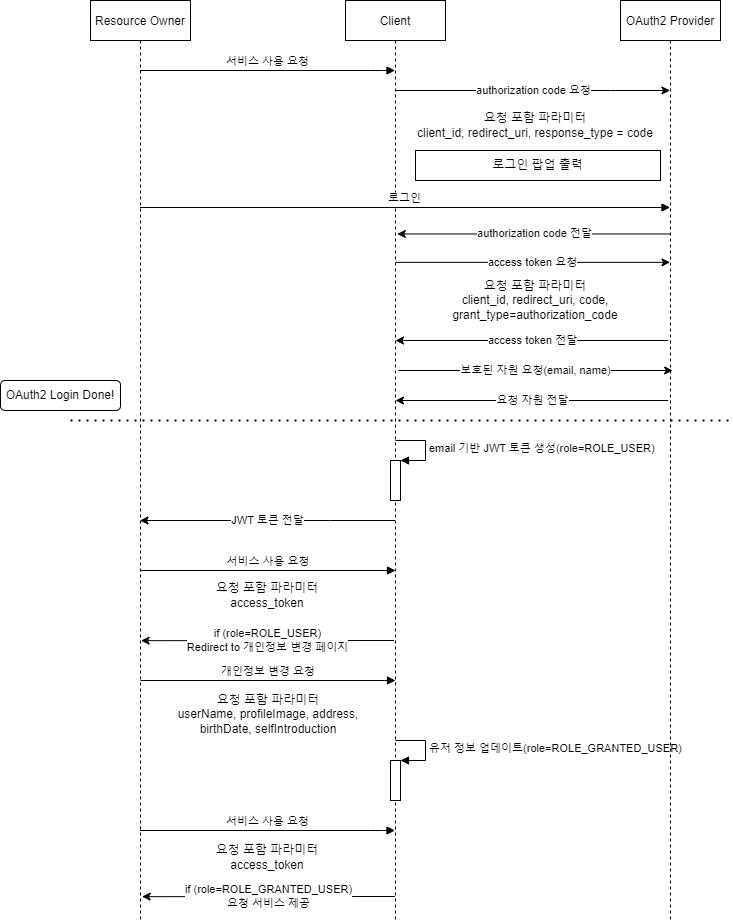 Resource Owner
Client
OAuth2 Provider
서비스 사용 요청
authorization code 요청
요청 포함 파라미터
client_id, redirect_uri, response_type = code
로그인 팝업 출력
로그인
authorization code 전달
access token 요청
요청 포함 파라미터
client_id, redirect_uri, code,
grant_type=authorization_code
access token 전달
보호된 자원 요청(email, name)
OAuth2 Login Done!
요청 자원 전달
email 기반 JWT 토큰 생성(role=ROLE_USER)
JWT 토큰 전달
서비스 사용 요청
요청 포함 파라미터
access_token
if (role=ROLE_USER)
Redirect to 개인정보 변경 페이지
개인정보 변경 요청
요청 포함 파라미터
userName, profileImage, address,
birthDate, selfIntroduction
유저 정보 업데이트(role=ROLE_GRANTED_USER)
서비스 사용 요청
요청 포함 파라미터
access_token
if (role=ROLE_GRANTED_USER)
요청 서비스 제공